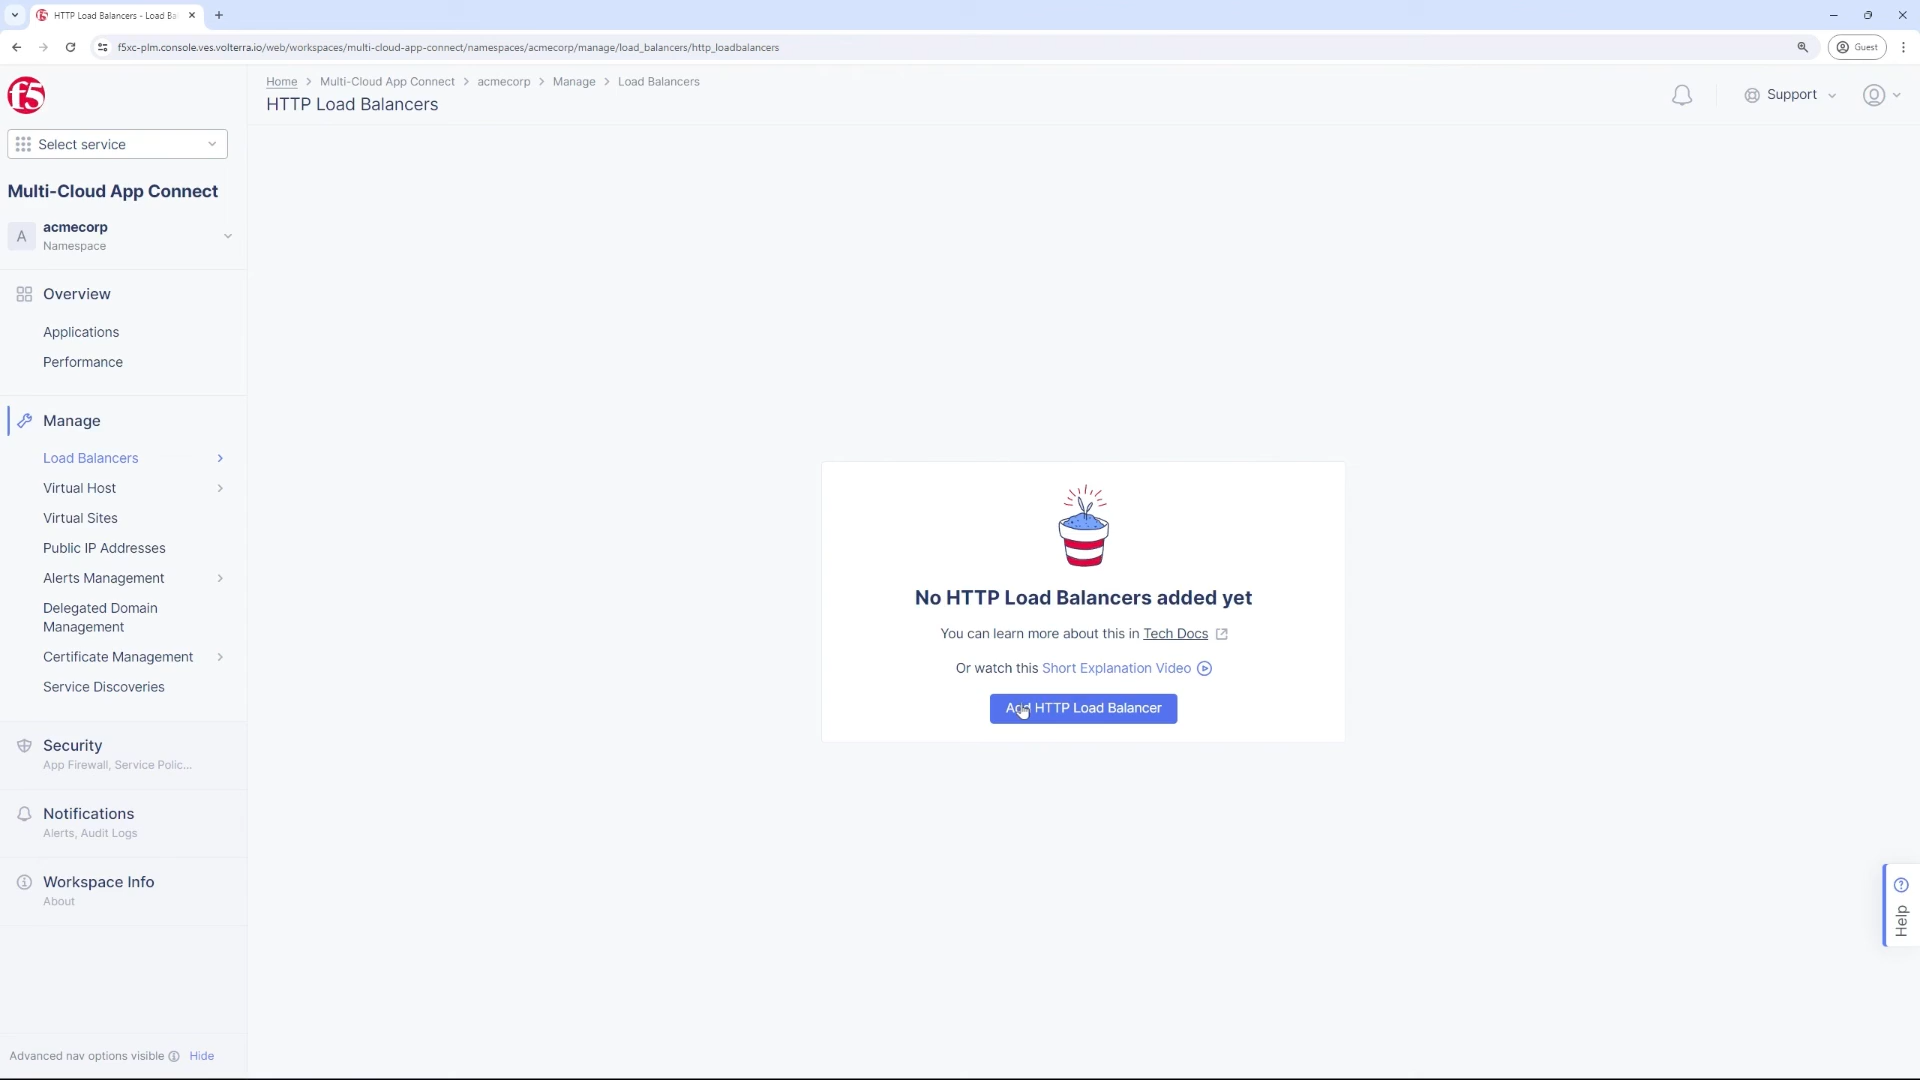 HTTP Load Balancers - Load Ba
f5xc-plm.console.ves.volterra.io/web/workspaces/multi-cloud-app-connect/namespaces/acmecorp/manage/load_balancers/http_loadbalancers
Guest
f5
Home > Multi-Cloud App Connect > acmecorp > Manage > Load Balancers
HTTP Load Balancers
Support
Select service
Multi-Cloud App Connect
A
acmecorp
Namespace
Overview
Applications
Performance
Manage
Load Balancers
Virtual Host
Virtual Sites
Public IP Addresses
Alerts Management
Delegated Domain
Management
Certificate Management
Service Discoveries
Security
App Firewall, Service Polic...
Notifications
Alerts, Audit Logs
Workspace Info
About
Advanced nav options visible Hide
No HTTP Load Balancers added yet
You can learn more about this in Tech Docs
Or watch this Short Explanation Video
Add HTTP Load Balancer
Help